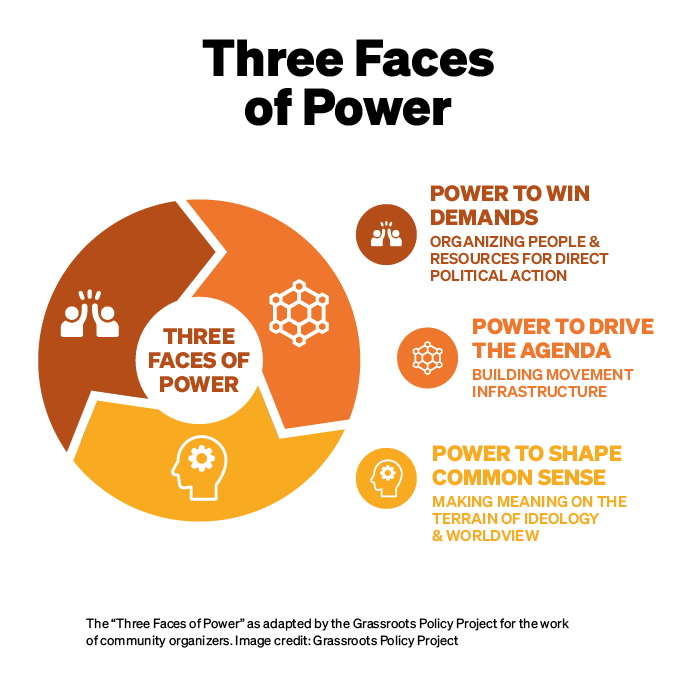 Three Faces
of Power
THREE
FACES OF
POWER
POWER TO WIN
DEMANDS
ORGANIZING PEOPLE &
RESOURCES FOR DIRECT
POLITICAL ACTION
POWER TO DRIVE
THE AGENDA
BUILDING MOVEMENT
INFRASTRUCTURE
POWER TO SHAPE
COMMON SENSE
MAKING MEANING ON THE
TERRAIN OF IDEOLOGY
& WORLDVIEW
The “Three Faces of Power” as adapted by the Grassroots Policy Project for the work
of community organizers. Image credit: Grassroots Policy Project